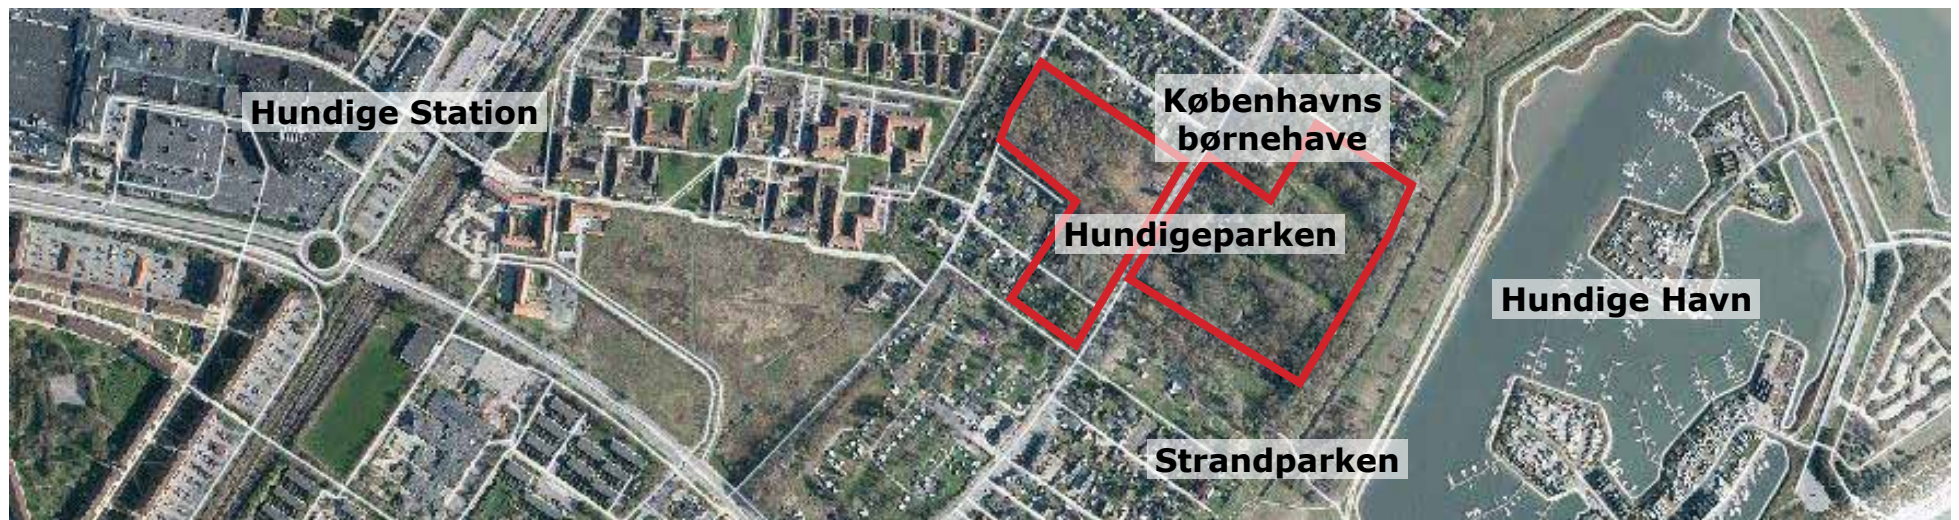 Hundige Station
Københavns
børnehave
Hundigeparken
Hundige Havn
Strandparken